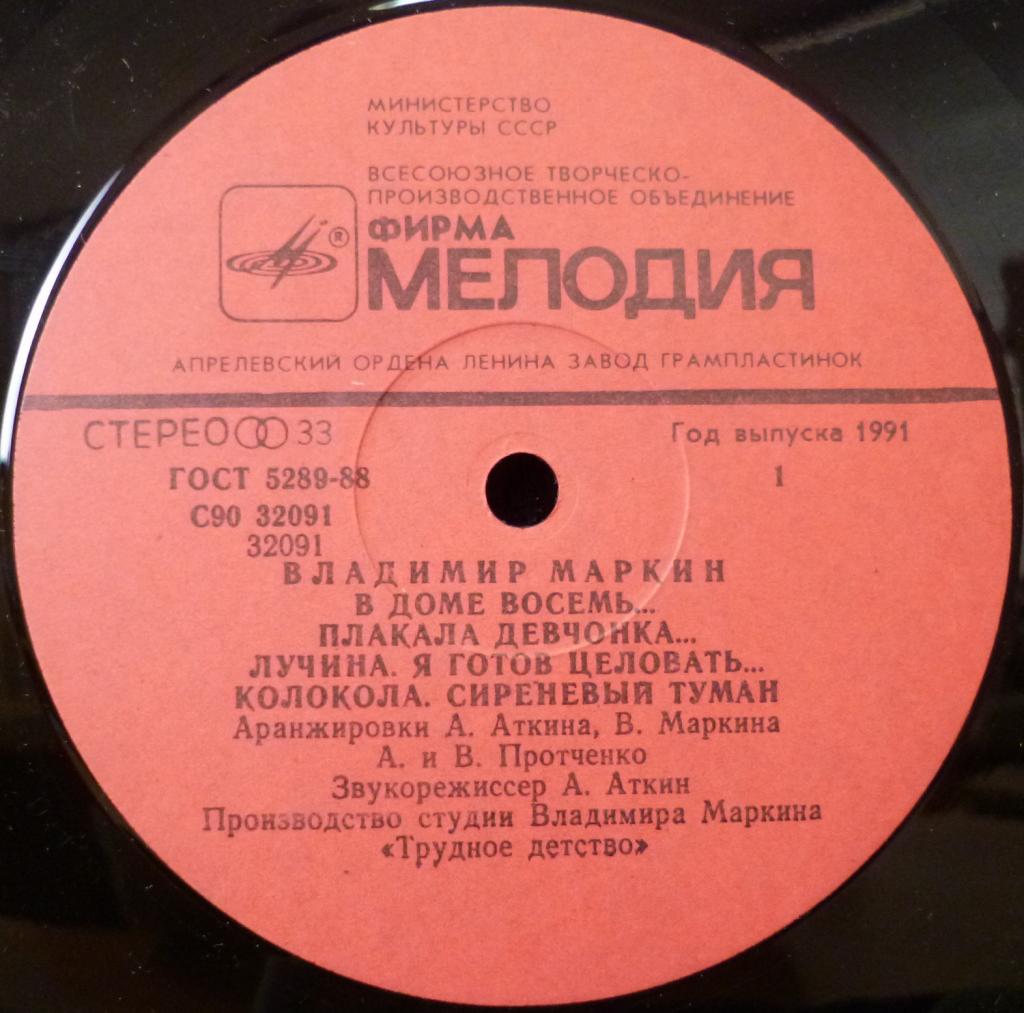 МИНИСТЕРСТВО
КУЛЬТУРЫ СССР
ВСЕСОЮЗНОЕ ТВОРЧЕСКО-
ПРОИЗВОДСТВЕННОЕ ОБЪЕДИНЕНИЕ
ФИРМА
®
МЕЛОДИЯ
АПРЕЛЕВСКИЙ ОРДЕНА ЛЕНИНА ЗАВОД ГРАМПЛАСТИНОК
СТЕРЕО 33
Год выпуска 1991
ГОСТ 5289-88
1
С90 32091
32091
ВЛАДИМИР МАРКИН
В ДОМЕ ВОСЕМЬ...
ПЛАКАЛА ДЕВЧОНКА...
ЛУЧИНА. Я ГОТОВ ЦЕЛОВАТЬ...
КОЛОКОЛА. СИРЕНЕВЫЙ ТУМАН
Аранжировки А. Аткина, В. Маркина
А. и В. Протченко
Звукорежиссер А. Аткин
Производство студии Владимира Маркина
«Трудное детство»